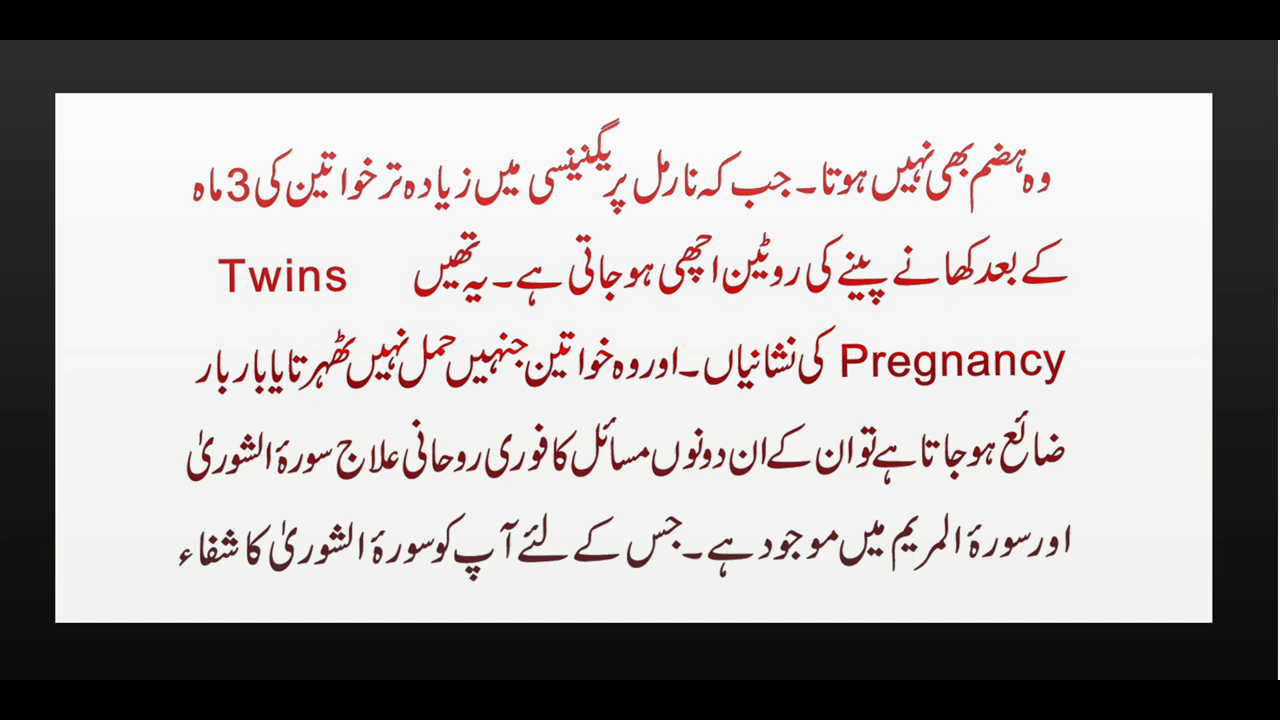 وہ ہضم بھی نہیں ہوتا۔ جب کہ نارمل پریگنینسی میں زیادہ تر خواتین کی 3 ماہ
کے بعد کھانے پینے کی روٹین اچھی ہو جاتی ہے۔ یہ تھیں Twins
Pregnancy کی نشانیاں۔ اور وہ خواتین جنہیں حمل نہیں ٹھہرتا یا بار بار
ضائع ہو جاتا ہے تو ان کے ان دونوں مسائل کا فوری روحانی علاج سورۂ الشوریٰ
اور سورۂ المریم میں موجود ہے۔ جس کے لئے آپ کو سورۂ الشوریٰ کا شفاء